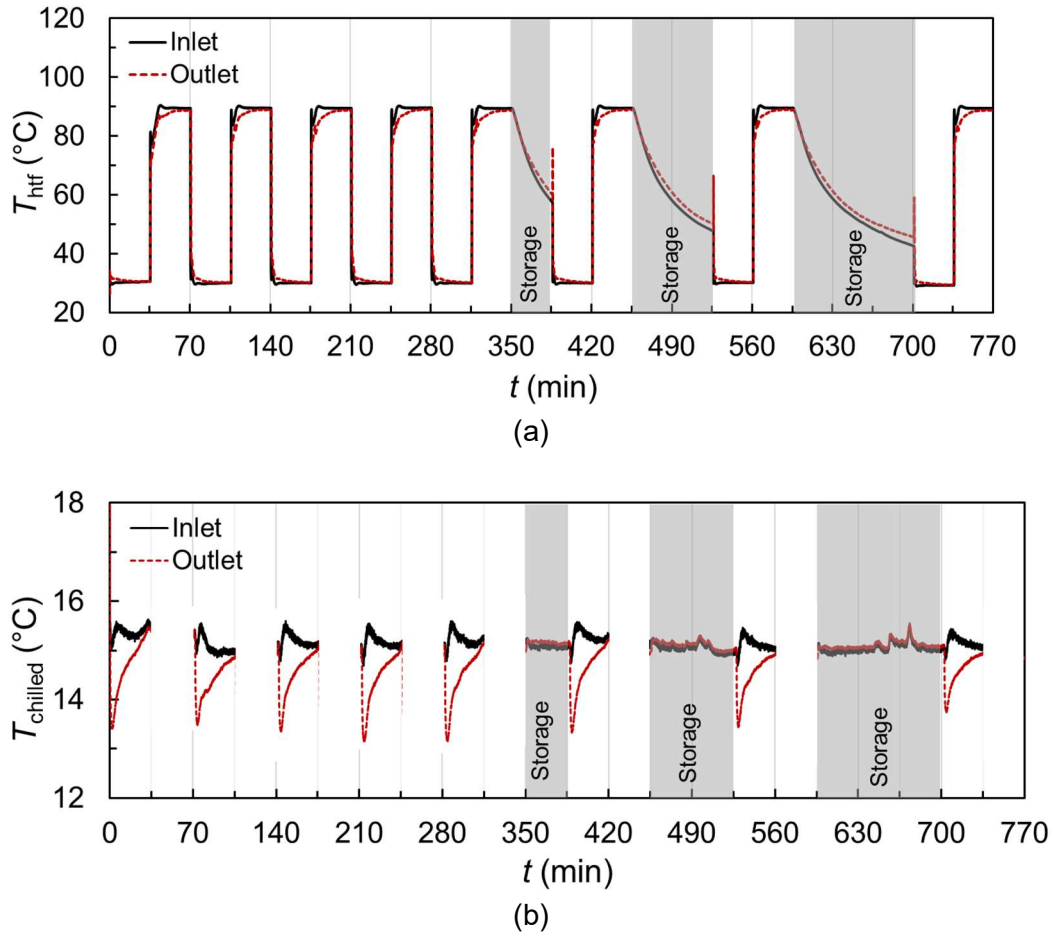 120
100
80
60
40
20
T_htf (°C)
Inlet
Outlet
Storage
Storage
Storage
0 70 140 210 280 350 420 490 560 630 700 770
t (min)
(a)
18
16
14
12
T_chilled (°C)
Inlet
Outlet
Storage
Storage
Storage
0 70 140 210 280 350 420 490 560 630 700 770
t (min)
(b)